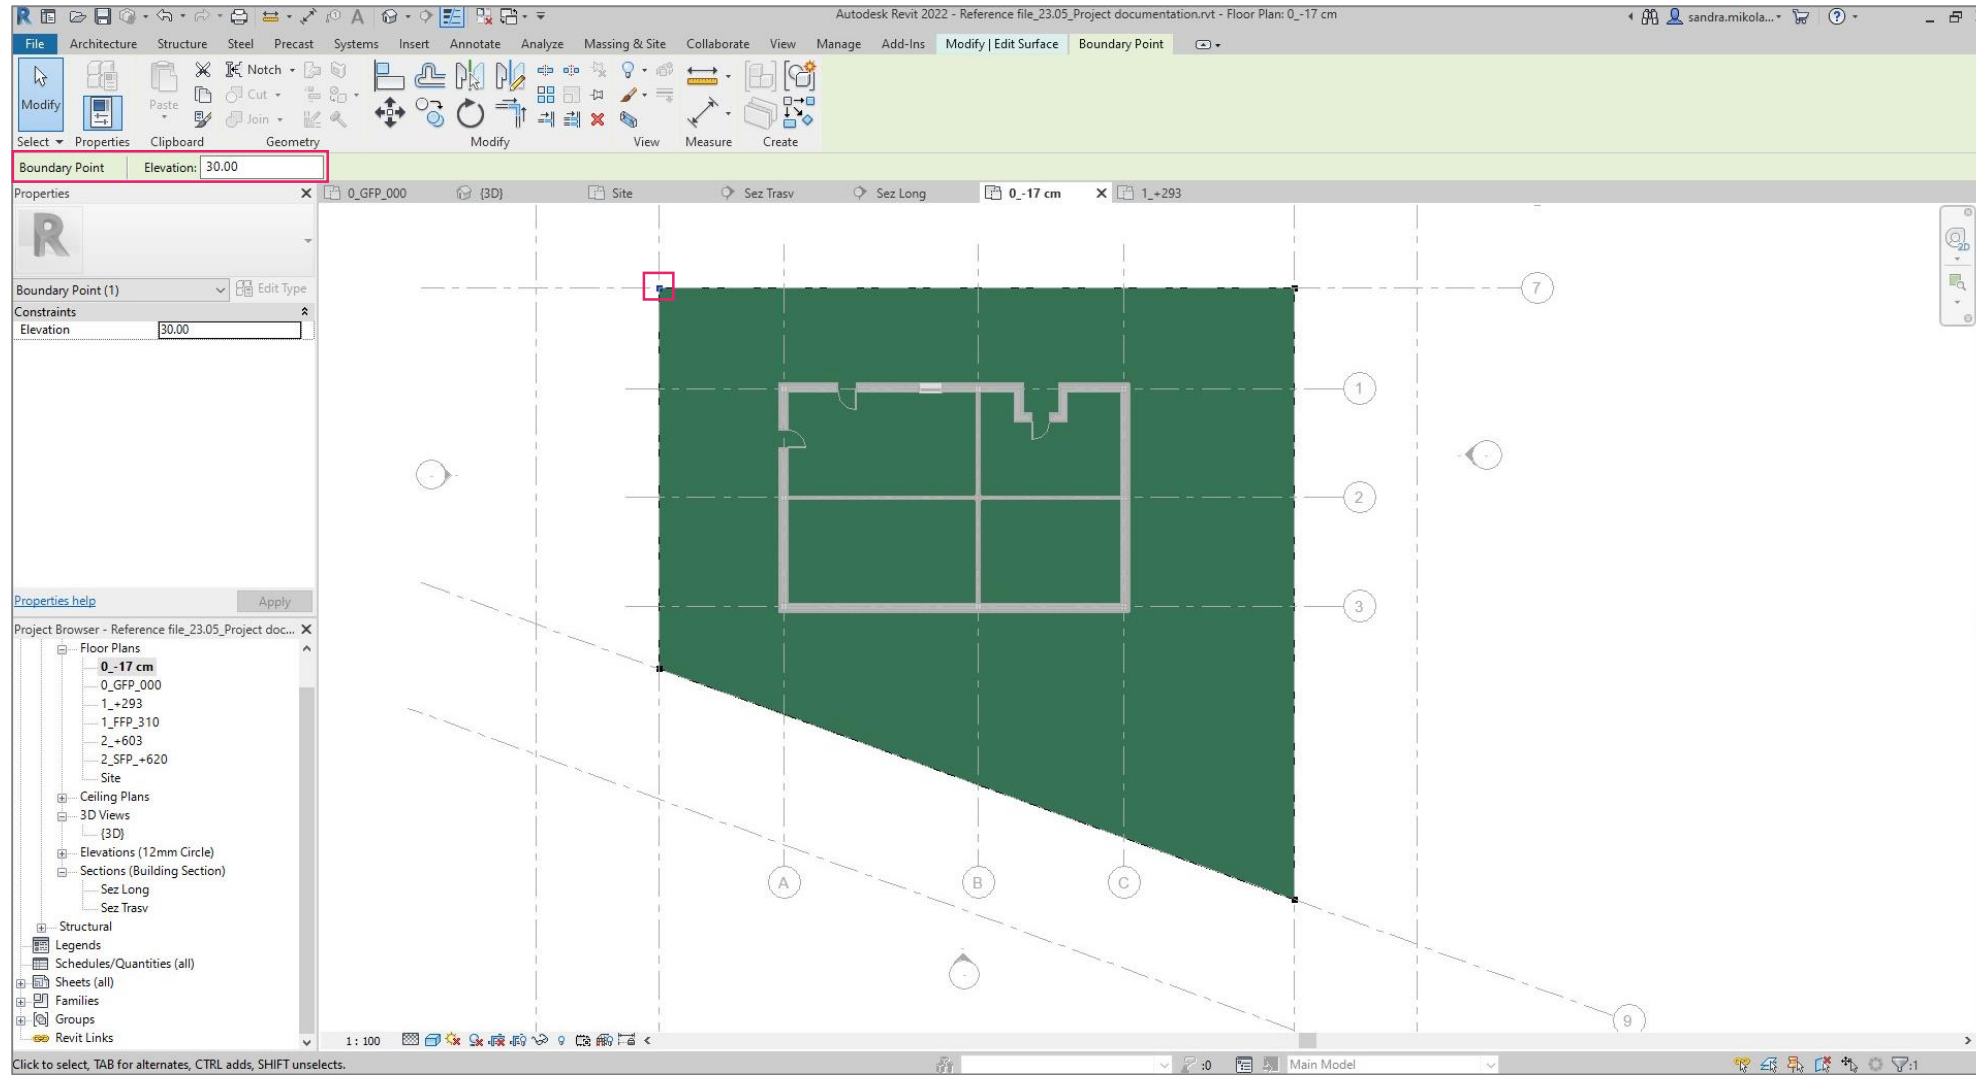 Autodesk Revit 2022 - Reference file_23.05_Project documentation.rvt - Floor Plan: 0_-17 cm
sandra.mikola...
File Architecture Structure Steel Precast Systems Insert Annotate Analyze Massing & Site Collaborate View Manage Add-Ins Modify | Edit Surface Boundary Point
Modify
Paste
Notch
Cut
Join
Select Properties Clipboard Geometry Modify View Measure Create
Boundary Point Elevation: 30.00
Properties
0_GFP_000 {3D} Site Sez Trasv Sez Long 0_-17 cm 1_+293
R
2D
Boundary Point (1) Edit Type
Constraints
Elevation 30.00
7
1
2
3
A B C
9
Properties help Apply
Project Browser - Reference file_23.05_Project doc...
Floor Plans
0_-17 cm
0_GFP_000
1_+293
1_FFP_310
2_+603
2_SFP_+620
Site
Ceiling Plans
3D Views
{3D}
Elevations (12mm Circle)
Sections (Building Section)
Sez Long
Sez Trasv
Structural
Legends
Schedules/Quantities (all)
Sheets (all)
Families
Groups
Revit Links
1 : 100
Click to select, TAB for alternates, CTRL adds, SHIFT unselects.
:0 Main Model :1